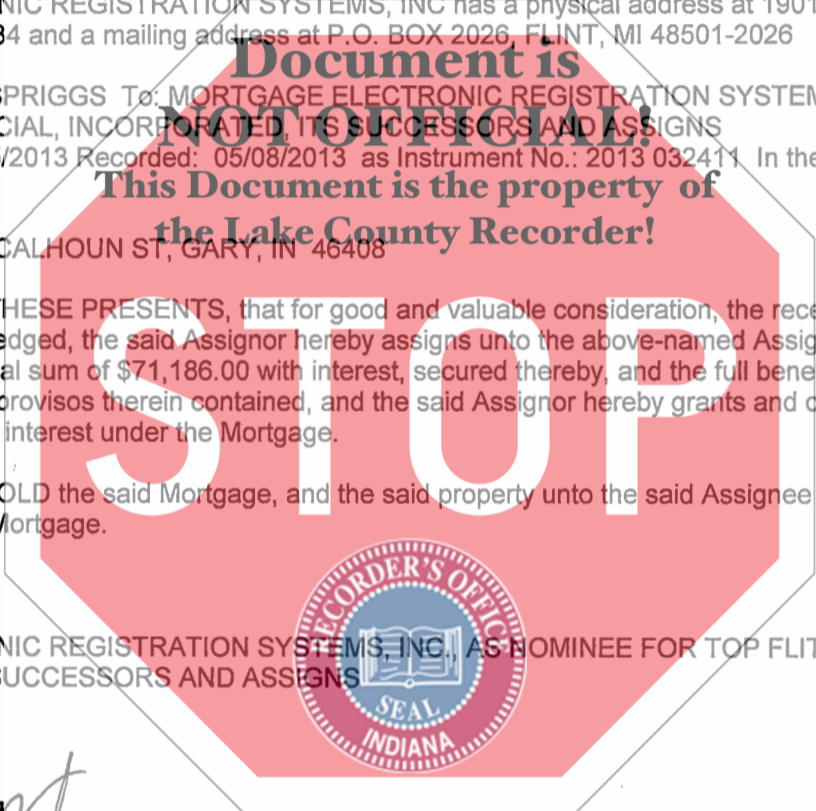 NIC REGISTRATION SYSTEMS, INC has a physical address at 1901
34 and a mailing address at P.O. BOX 2026, FLINT, MI 48501-2026
Document is
SPRIGGS To: MORTGAGE ELECTRONIC REGISTRATION SYSTEM
NOT OFFICIAL!
CIAL, INCORPORATED, ITS SUCCESSORS AND ASSIGNS
/2013 Recorded: 05/08/2013 as Instrument No.: 2013 032411 In the
This Document is the property of
the Lake County Recorder!
CALHOUN ST, GARY, IN 46408
HESE PRESENTS, that for good and valuable consideration, the rece
edged, the said Assignor hereby assigns unto the above-named Assig
al sum of $71,186.00 with interest, secured thereby, and the full bene
provisos therein contained, and the said Assignor hereby grants and
interest under the Mortgage.
STOP
OLD the said Mortgage, and the said property unto the said Assignee
Mortgage.
RECORDER'S OFFICE
NIC REGISTRATION SYSTEMS, INC., AS NOMINEE FOR TOP FLIT
SUCCESSORS AND ASSIGNS
SEAL
INDIANA